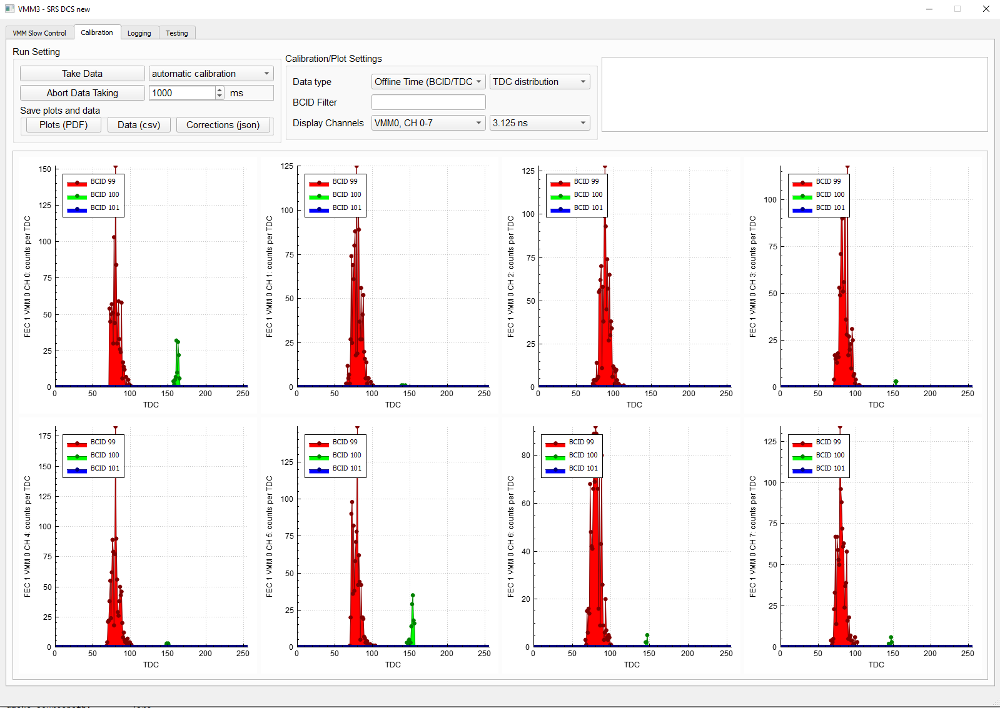 VMM3 - SRS DCS new
VMM Slow Control Calibration Logging Testing
Run Setting
Take Data automatic calibration
Abort Data Taking 1000 ms
Save plots and data
Plots (PDF) Data (csv) Corrections (json)
Calibration/Plot Settings
Data type Offline Time (BCID/TDC TDC distribution
BCID Filter
Display Channels VMM0, CH 0-7 3.125 ns
FEC 1 VMM 0 CH 0: counts per TDC
150
125
100
75
50
25
0
BCID 99
BCID 100
BCID 101
0 50 100 150 200 250
TDC
FEC 1 VMM 0 CH 1: counts per TDC
125
100
75
50
25
0
BCID 99
BCID 100
BCID 101
0 50 100 150 200 250
TDC
FEC 1 VMM 0 CH 2: counts per TDC
125
100
75
50
25
0
BCID 99
BCID 100
BCID 101
0 50 100 150 200 250
TDC
FEC 1 VMM 0 CH 3: counts per TDC
100
75
50
25
0
BCID 99
BCID 100
BCID 101
0 50 100 150 200 250
TDC
FEC 1 VMM 0 CH 4: counts per TDC
175
150
125
100
75
50
25
0
BCID 99
BCID 100
BCID 101
0 50 100 150 200 250
TDC
FEC 1 VMM 0 CH 5: counts per TDC
125
100
75
50
25
0
BCID 99
BCID 100
BCID 101
0 50 100 150 200 250
TDC
FEC 1 VMM 0 CH 6: counts per TDC
80
60
40
20
0
BCID 99
BCID 100
BCID 101
0 50 100 150 200 250
TDC
FEC 1 VMM 0 CH 7: counts per TDC
125
100
75
50
25
0
BCID 99
BCID 100
BCID 101
0 50 100 150 200 250
TDC